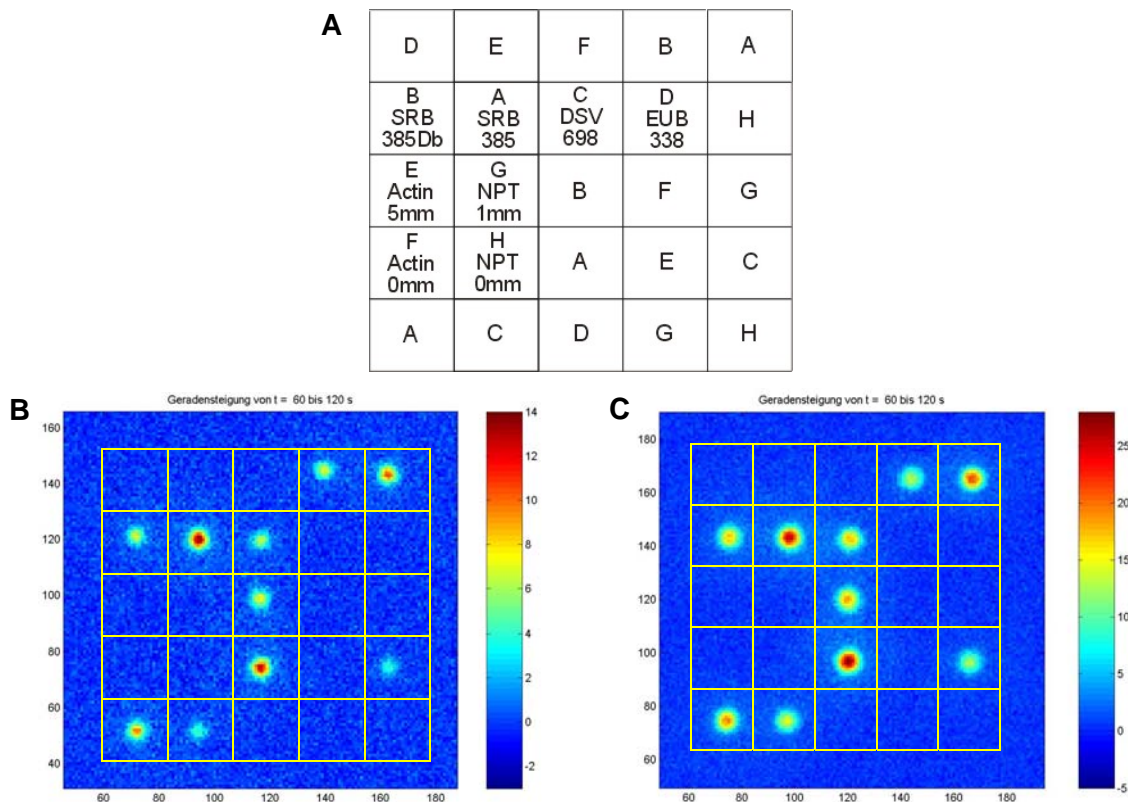 A
D E F B A
B A C D
SRB SRB DSV EUB H
385Db 385 698 338
E G
Actin NPT B F G
5mm 1mm
F H
Actin NPT A E C
0mm 0mm
A C D G H
B
Geradensteigung von t = 60 bis 120 s
160
140
120
100
80
60
40
60 80 100 120 140 160 180
14
12
10
8
6
4
2
0
-2
C
Geradensteigung von t = 60 bis 120 s
180
160
140
120
100
80
60
60 80 100 120 140 160 180
25
20
15
10
5
0
-5